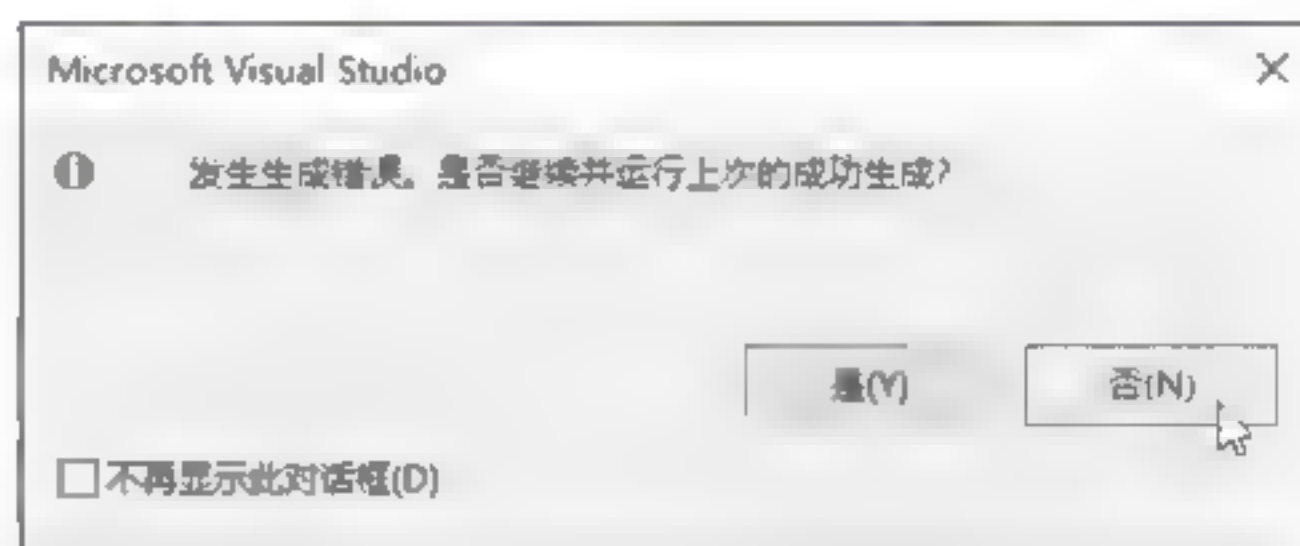 Microsoft Visual Studio
发生生成错误。是否继续并运行上次的成功生成?
是(Y)
否(N)
不再显示此对话框(D)